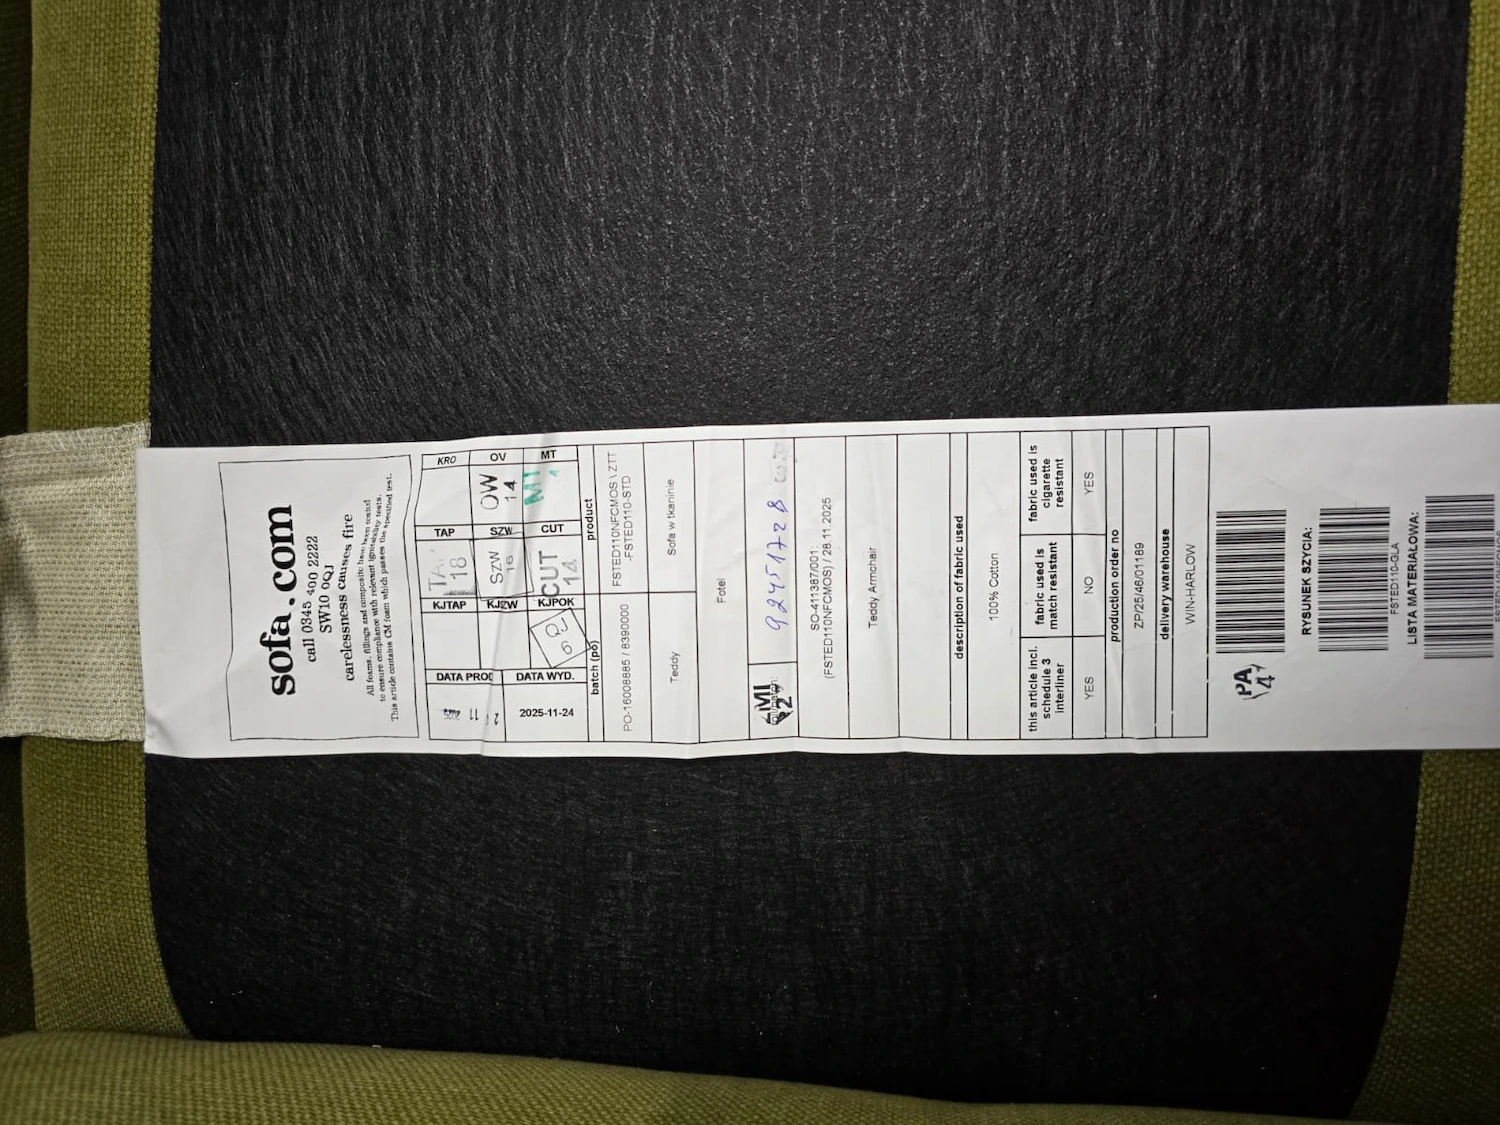 sofa.com
call 0345 400 2222
SW10 0QJ
carelessness causes fire
All foams, fillings and composite have been tested
to ensure compliance with relevant ignitability tests.
This article contains CM foam which passes the specified test.
KRO
OV
MT
OW
14
MT
TAP
SZW
CUT
TAP
18
SZW
16
CUT
14
KJTAP
KJSZW
KJPOK
DATA PROD
DATA WYD.
11
2025-11-24
batch (po)
product
PO-16008885 / 8390000
FSTED110NFCMOS \ ZTT
-FSTED110-STD
Teddy
Sofa w tkaninie
Fotel
92451728
SO-411387/001
(FSTED110NFCMOS) / 28.11.2025
Teddy Armchair
description of fabric used
100% Cotton
this article incl.
schedule 3
interliner
fabric used is
match resistant
fabric used is
cigarette
resistant
YES
NO
YES
production order no
ZP/25/46/01189
delivery warehouse
WIN-HARLOW
PA
47
RYSUNEK SZYCIA:
FSTED110-GLA
LISTA MATERIAŁOWA: